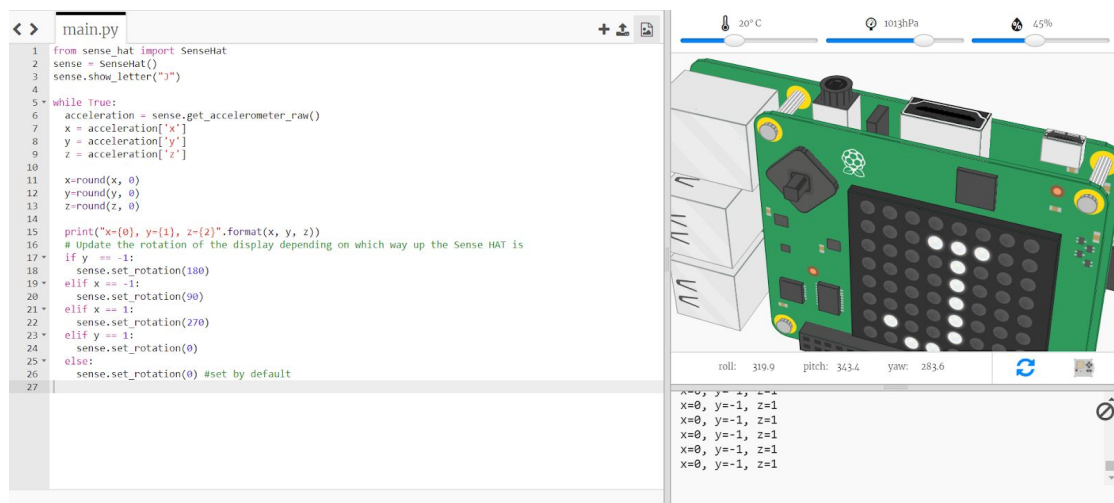 main.py
20° C
1013hPa
45%
1 from sense_hat import SenseHat
2 sense = SenseHat()
3 sense.show_letter("J")
4
5 while True:
6 acceleration = sense.get_accelerometer_raw()
7 x = acceleration['x']
8 y = acceleration['y']
9 z = acceleration['z']
10
11 x=round(x, 0)
12 y=round(y, 0)
13 z=round(z, 0)
14
15 print("x={0}, y={1}, z={2}".format(x, y, z))
16 # Update the rotation of the display depending on which way up the Sense HAT is
17 if y  == -1:
18 sense.set_rotation(180)
19 elif x == -1:
20 sense.set_rotation(90)
21 elif x == 1:
22 sense.set_rotation(270)
23 elif y == 1:
24 sense.set_rotation(0)
25 else:
26 sense.set_rotation(0) #set by default
27
J
roll: 319.9 pitch: 343.4 yaw: 283.6
x=0, y=-1, z=1
x=0, y=-1, z=1
x=0, y=-1, z=1
x=0, y=-1, z=1
x=0, y=-1, z=1
x=0, y=-1, z=1